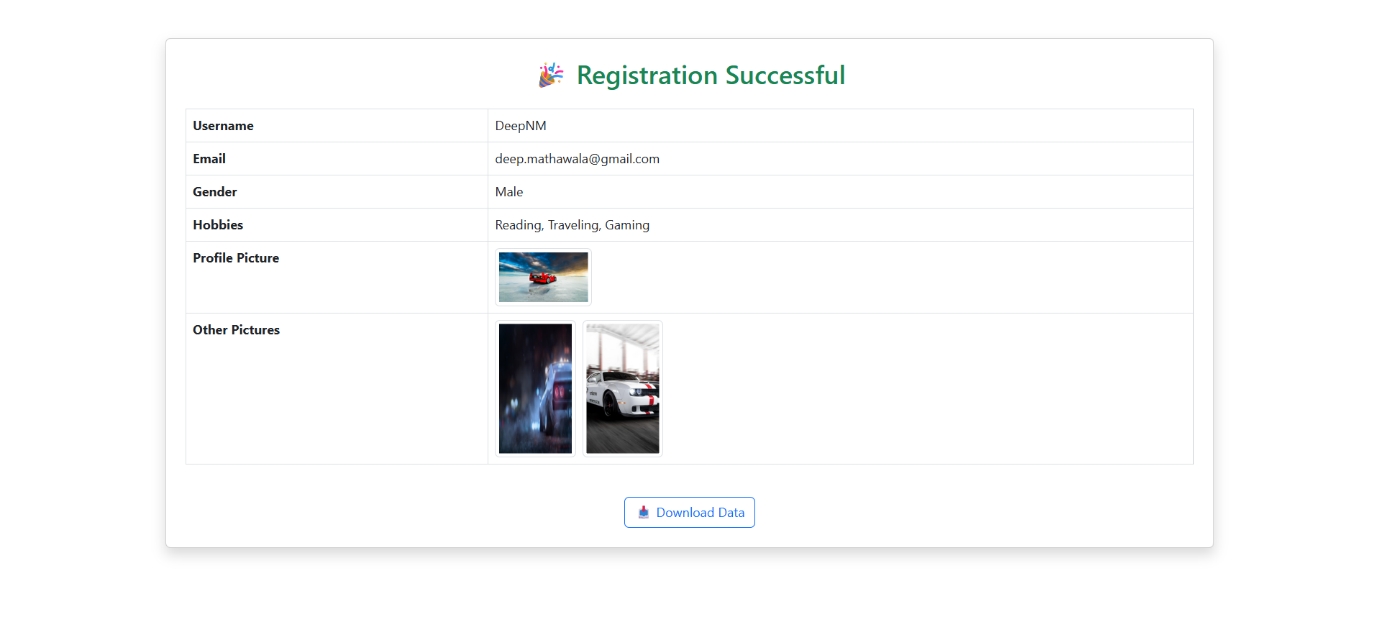 🎉 Registration Successful
Username DeepNM
Email deep.mathawala@gmail.com
Gender Male
Hobbies Reading, Traveling, Gaming
Profile Picture
Other Pictures
📥 Download Data